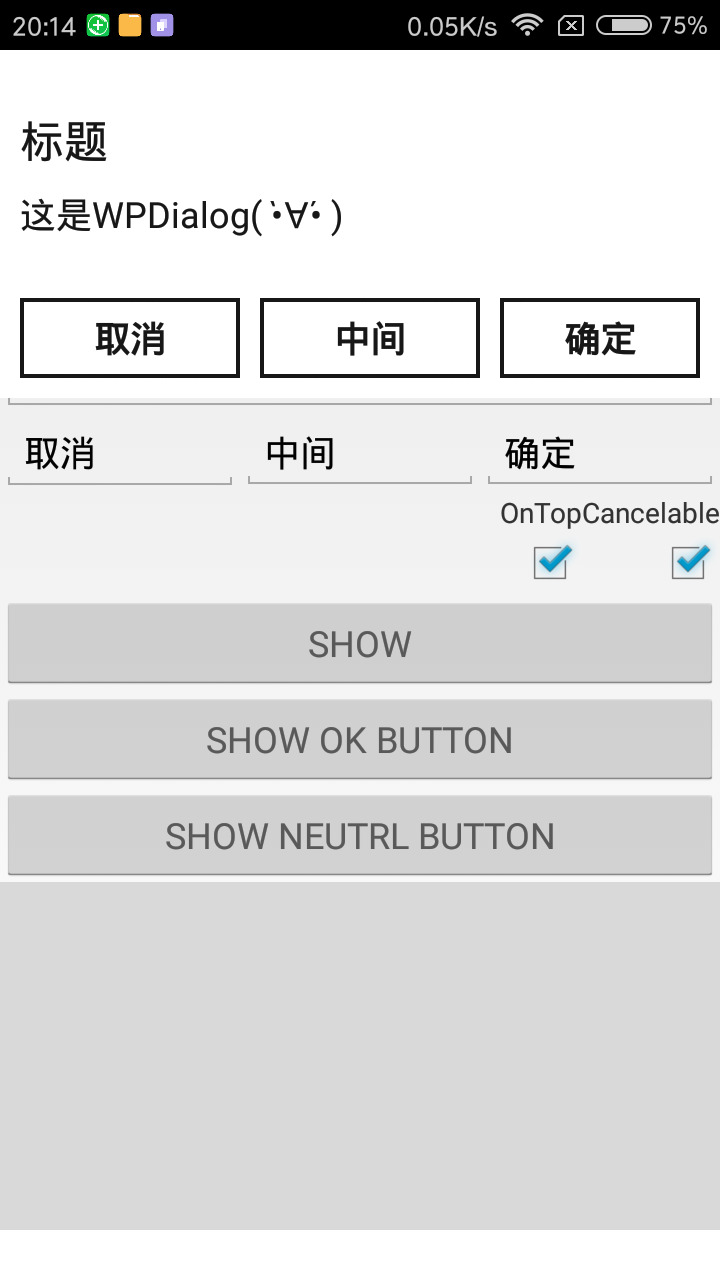 20:14 0.05K/s 75%
标题
这是WPDialog( •̀∀•́ )
取消 中间 确定
取消 中间 确定
OnTopCancelable
SHOW
SHOW OK BUTTON
SHOW NEUTRL BUTTON